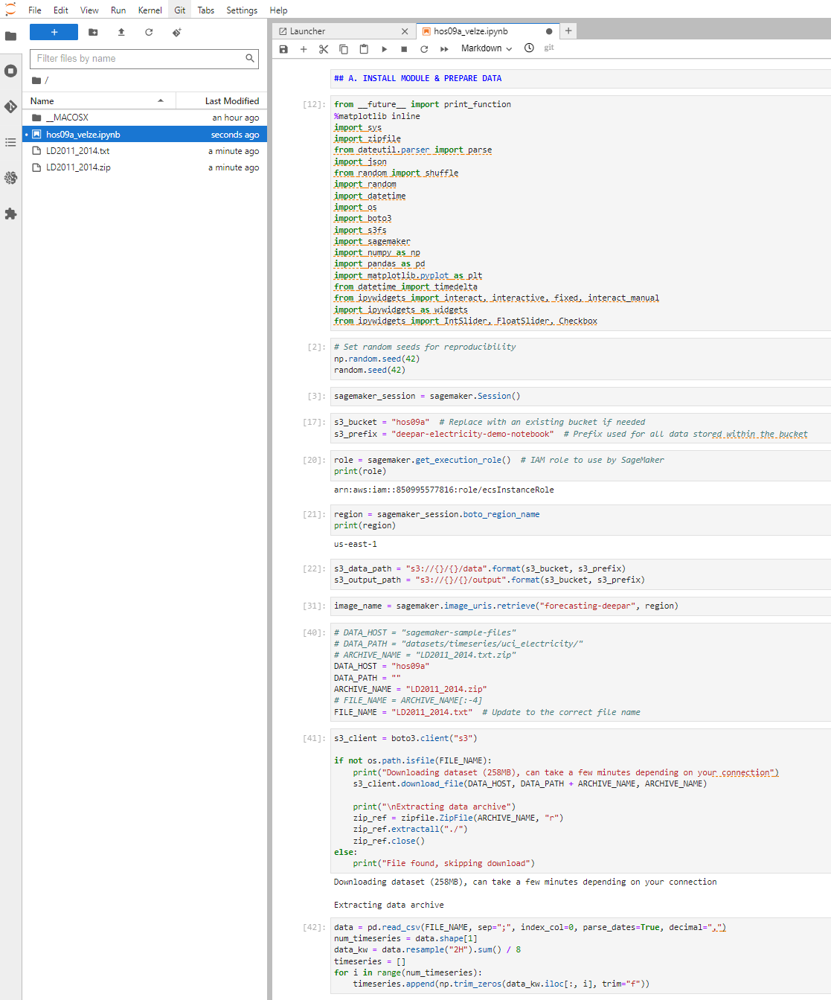 File Edit View Run Kernel Git Tabs Settings Help
+
Filter files by name
/
Name Last Modified
__MACOSX an hour ago
hos09a_velze.ipynb seconds ago
LD2011_2014.txt a minute ago
LD2011_2014.zip a minute ago
Launcher hos09a_velze.ipynb
Markdown git
## A. INSTALL MODULE & PREPARE DATA
[12]: from __future__ import print_function
%matplotlib inline
import sys
import zipfile
from dateutil.parser import parse
import json
from random import shuffle
import random
import datetime
import os
import boto3
import s3fs
import sagemaker
import numpy as np
import pandas as pd
import matplotlib.pyplot as plt
from datetime import timedelta
from ipywidgets import interact, interactive, fixed, interact_manual
import ipywidgets as widgets
from ipywidgets import IntSlider, FloatSlider, Checkbox
[2]: # Set random seeds for reproducibility
np.random.seed(42)
random.seed(42)
[3]: sagemaker_session = sagemaker.Session()
[17]: s3_bucket = "hos09a"  # Replace with an existing bucket if needed
s3_prefix = "deepar-electricity-demo-notebook"  # Prefix used for all data stored within the bucket
[20]: role = sagemaker.get_execution_role()  # IAM role to use by SageMaker
print(role)
arn:aws:iam::850995577816:role/ecsInstanceRole
[21]: region = sagemaker_session.boto_region_name
print(region)
us-east-1
[22]: s3_data_path = "s3://{}/{}/data".format(s3_bucket, s3_prefix)
s3_output_path = "s3://{}/{}/output".format(s3_bucket, s3_prefix)
[31]: image_name = sagemaker.image_uris.retrieve("forecasting-deepar", region)
[40]: # DATA_HOST = "sagemaker-sample-files"
# DATA_PATH = "datasets/timeseries/uci_electricity/"
# ARCHIVE_NAME = "LD2011_2014.txt.zip"
DATA_HOST = "hos09a"
DATA_PATH = ""
ARCHIVE_NAME = "LD2011_2014.zip"
# FILE_NAME = ARCHIVE_NAME[:-4]
FILE_NAME = "LD2011_2014.txt"  # Update to the correct file name
[41]: s3_client = boto3.client("s3")
if not os.path.isfile(FILE_NAME):
    print("Downloading dataset (258MB), can take a few minutes depending on your connection")
    s3_client.download_file(DATA_HOST, DATA_PATH + ARCHIVE_NAME, ARCHIVE_NAME)
    print("\nExtracting data archive")
    zip_ref = zipfile.ZipFile(ARCHIVE_NAME, "r")
    zip_ref.extractall("./")
    zip_ref.close()
else:
    print("File found, skipping download")
Downloading dataset (258MB), can take a few minutes depending on your connection
Extracting data archive
[42]: data = pd.read_csv(FILE_NAME, sep=";", index_col=0, parse_dates=True, decimal=",")
num_timeseries = data.shape[1]
data_kw = data.resample("2H").sum() / 8
timeseries = []
for i in range(num_timeseries):
    timeseries.append(np.trim_zeros(data_kw.iloc[:, i], trim="f"))